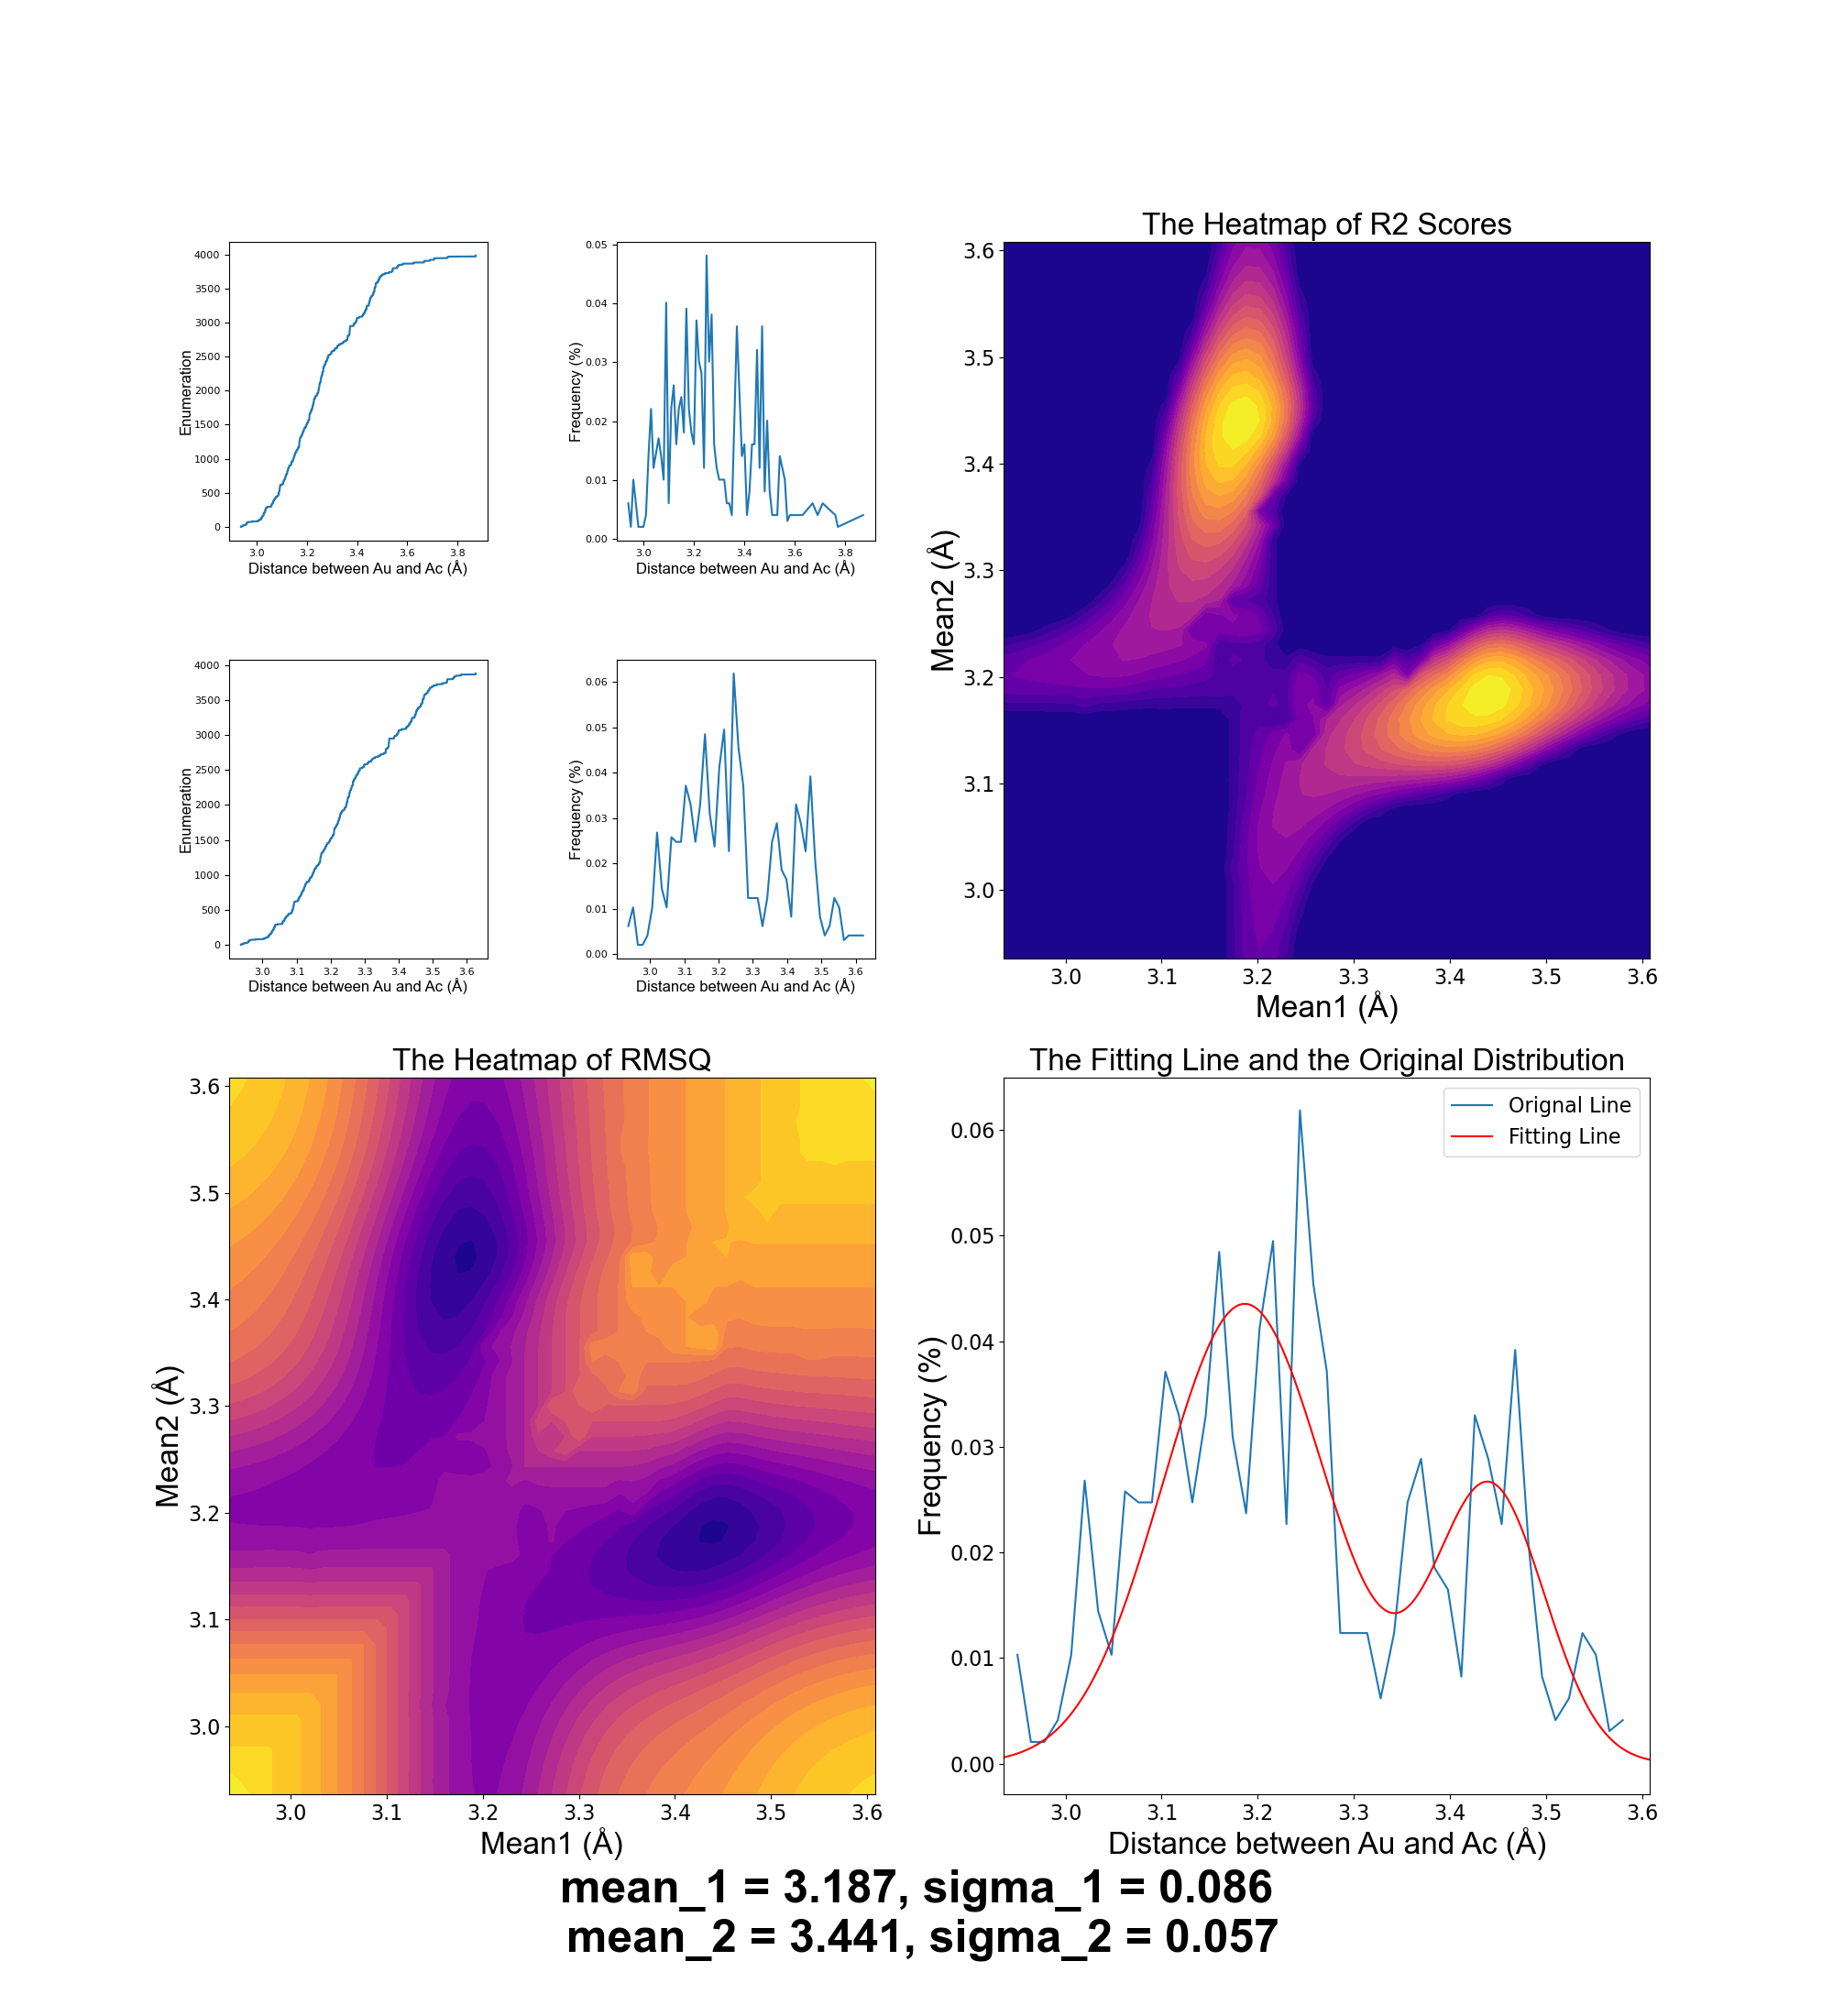 The Heatmap of R2 Scores
4000
3500
3000
2500
2000
1500
1000
500
0
Enumeration
3.0 3.2 3.4 3.6 3.8
Distance between Au and Ac (Å)
0.05
0.04
0.03
0.02
0.01
0.00
Frequency (%)
3.0 3.2 3.4 3.6 3.8
Distance between Au and Ac (Å)
4000
3500
3000
2500
2000
1500
1000
500
0
Enumeration
3.0 3.1 3.2 3.3 3.4 3.5 3.6
Distance between Au and Ac (Å)
0.06
0.05
0.04
0.03
0.02
0.01
0.00
Frequency (%)
3.0 3.1 3.2 3.3 3.4 3.5 3.6
Distance between Au and Ac (Å)
3.6
3.5
3.4
3.3
3.2
3.1
3.0
Mean2 (Å)
3.0 3.1 3.2 3.3 3.4 3.5 3.6
Mean1 (Å)
The Heatmap of RMSQ
3.6
3.5
3.4
3.3
3.2
3.1
3.0
Mean2 (Å)
3.0 3.1 3.2 3.3 3.4 3.5 3.6
Mean1 (Å)
The Fitting Line and the Original Distribution
Orignal Line
Fitting Line
0.06
0.05
0.04
0.03
0.02
0.01
0.00
Frequency (%)
3.0 3.1 3.2 3.3 3.4 3.5 3.6
Distance between Au and Ac (Å)
mean_1 = 3.187, sigma_1 = 0.086
mean_2 = 3.441, sigma_2 = 0.057